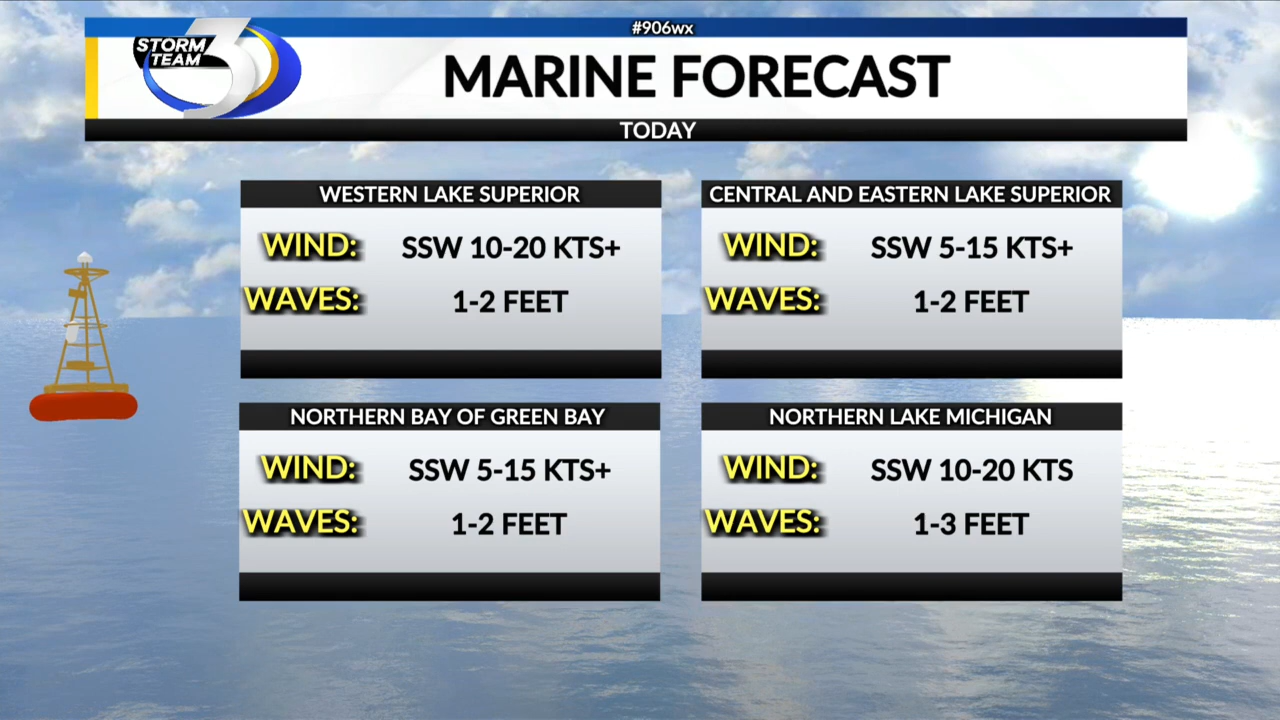 #906wx
STORM
TEAM
3
MARINE FORECAST
TODAY
WESTERN LAKE SUPERIOR
WIND: SSW 10-20 KTS+
WAVES: 1-2 FEET
CENTRAL AND EASTERN LAKE SUPERIOR
WIND: SSW 5-15 KTS+
WAVES: 1-2 FEET
NORTHERN BAY OF GREEN BAY
WIND: SSW 5-15 KTS+
WAVES: 1-2 FEET
NORTHERN LAKE MICHIGAN
WIND: SSW 10-20 KTS
WAVES: 1-3 FEET